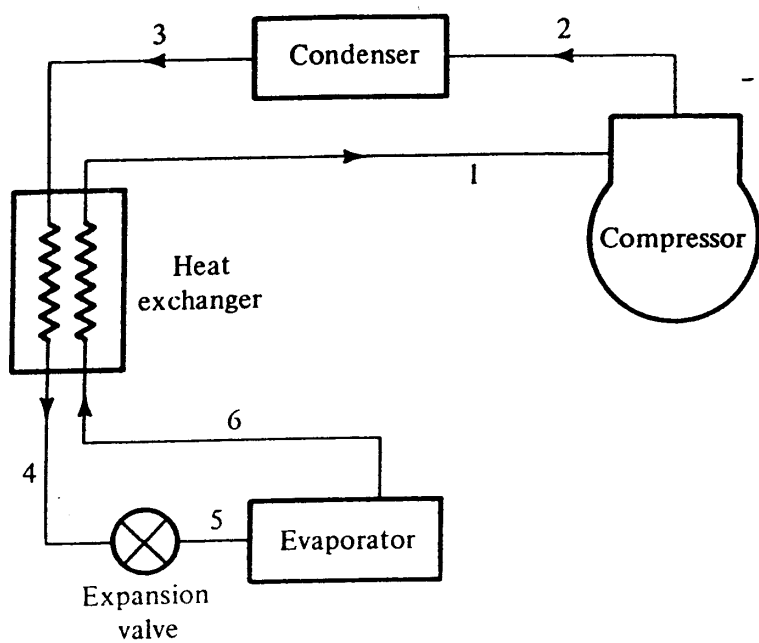 3
2
Condenser
1
Compressor
Heat
exchanger
6
4
5
Evaporator
Expansion
valve